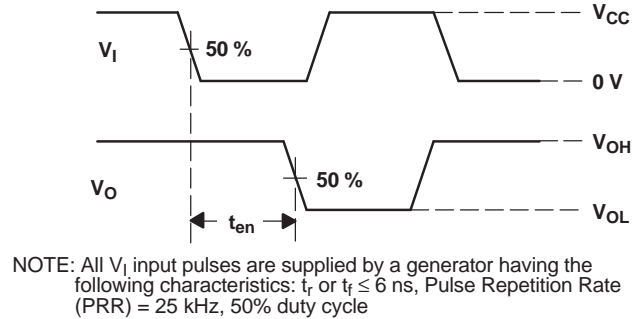 VCC
VI
50 %
0 V
VOH
VO
50 %
ten
VOL
NOTE: All VI input pulses are supplied by a generator having the
following characteristics: tr or tf ≤ 6 ns, Pulse Repetition Rate
(PRR) = 25 kHz, 50% duty cycle